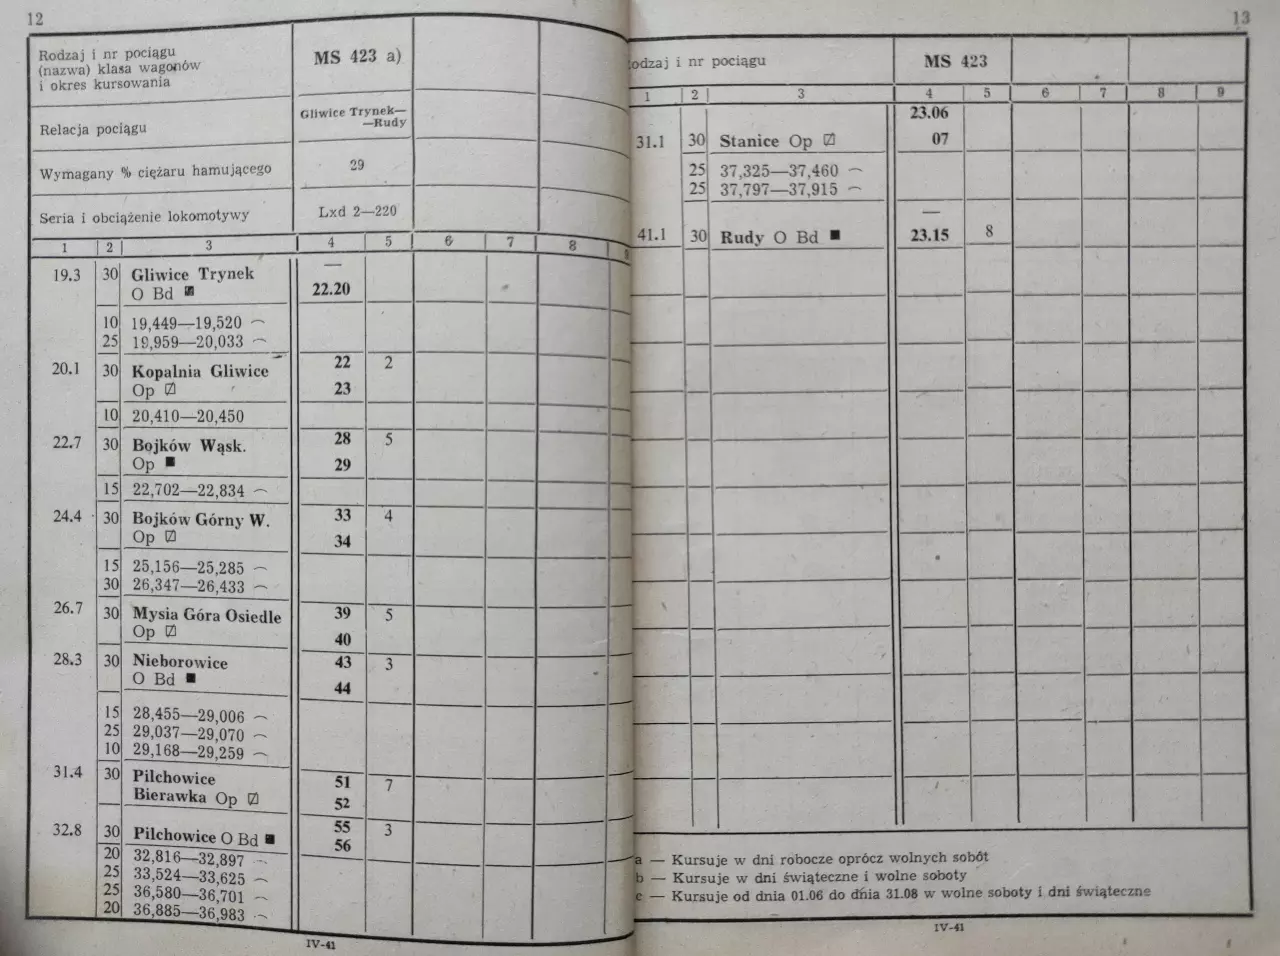 12
Rodzaj i nr pociągu
(nazwa) klasa wagonów
i okres kursowania
MS 423 a)
Relacja pociągu
Gliwice Trynek—
—Rudy
Wymagany % ciężaru hamującego
29
Seria i obciążenie lokomotywy
Lxd 2—220
1 2 3 4 5 6 7 8 9
19.3 30 Gliwice Trynek —
O Bd 22.20
10 19,449—19,520
25 19,959—20,033
20.1 30 Kopalnia Gliwice 22 2
Op 23
10 20,410—20,450
22.7 30 Bojków Wąsk. 28 5
Op 29
15 22,702—22,834
24.4 30 Bojków Górny W. 33 4
Op 34
15 25,156—25,285
30 26,347—26,433
26.7 30 Mysia Góra Osiedle 39 5
Op 40
28.3 30 Nieborowice 43 3
O Bd 44
15 28,455—29,006
25 29,037—29,070
10 29,168—29,259
31.4 30 Pilchowice 51 7
Bierawka Op 52
32.8 30 Pilchowice O Bd 55 3
56
20 32,816—32,897
25 33,524—33,625
25 36,580—36,701
20 36,885—36,983
IV-41
13
odzaj i nr pociągu
MS 423
1 2 3 4 5 6 7 8 9
23.06
31.1 30 Stanice Op 07
25 37,325—37,460
25 37,797—37,915
—
41.1 30 Rudy O Bd 23.15 8
a — Kursuje w dni robocze oprócz wolnych sobót
b — Kursuje w dni świąteczne i wolne soboty
c — Kursuje od dnia 01.06 do dnia 31.08 w wolne soboty i dni świąteczne
IV-41